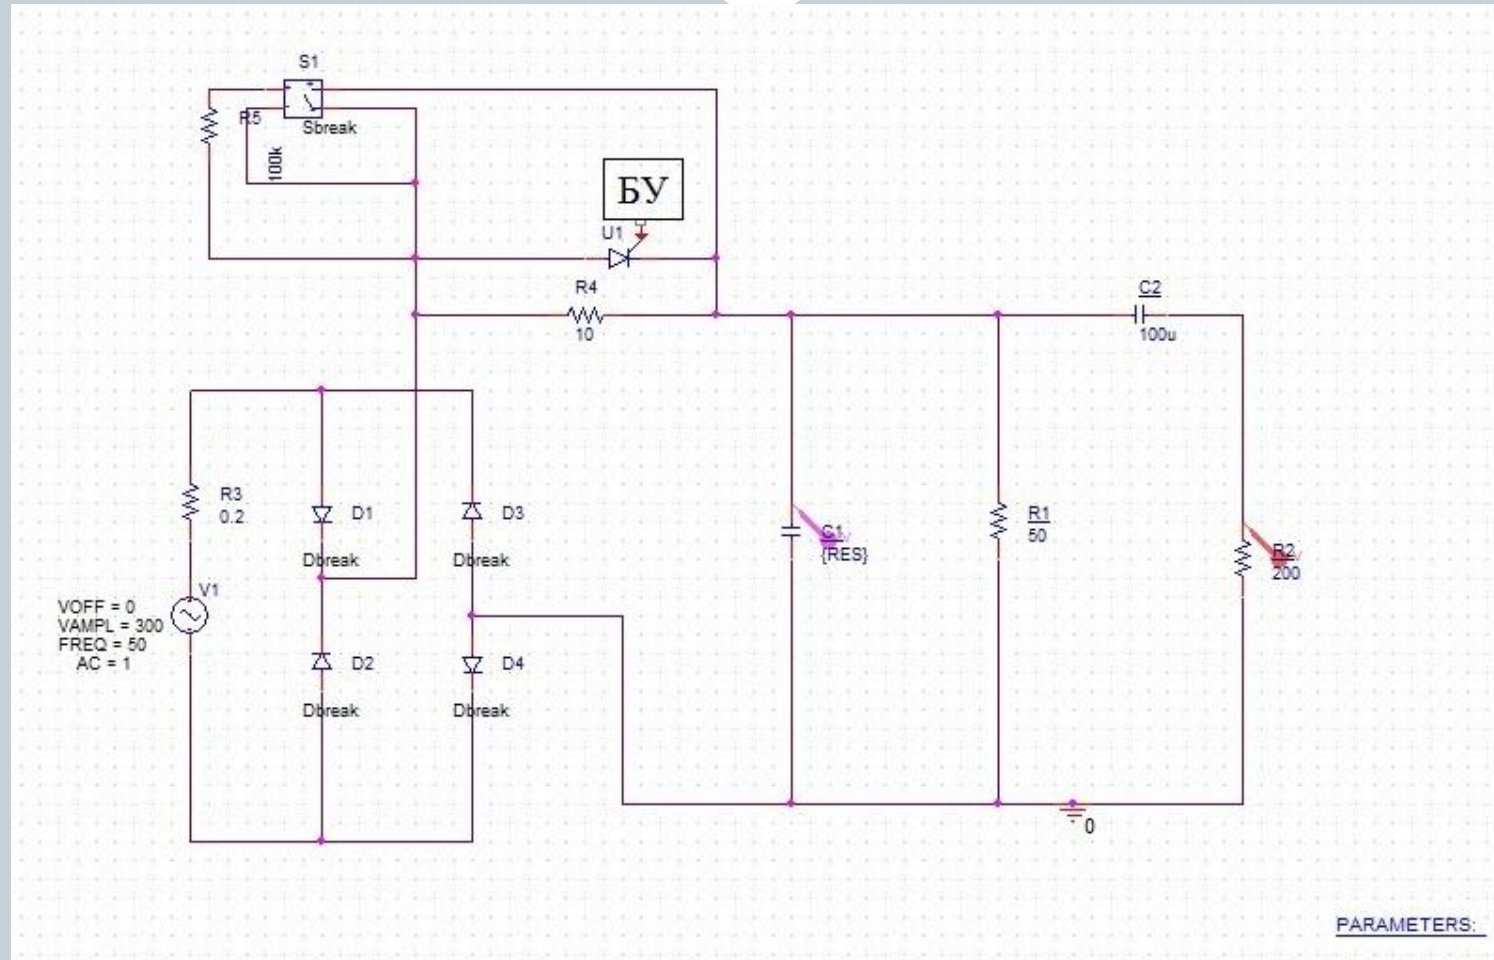 S1
R5
Sbreak
100k
БУ
U1
R4
10
C2
100u
R3
0.2
D1
D3
Dbreak
Dbreak
C1
{RES}
R1
50
R2
200
V1
VOFF = 0
VAMPL = 300
FREQ = 50
AC = 1
D2
D4
Dbreak
Dbreak
0
PARAMETERS: